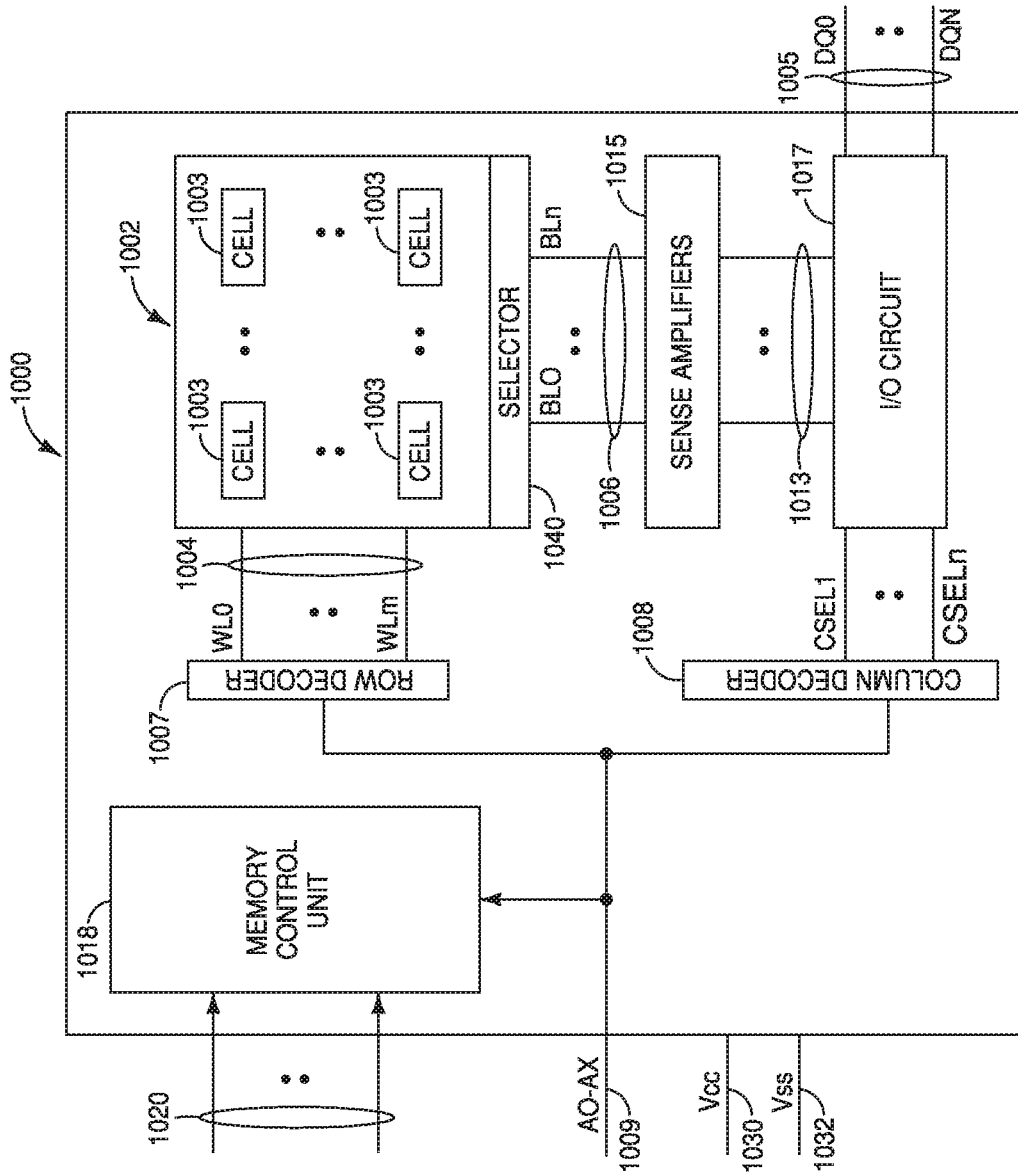 1000
1002
1018
1020
1007
1004
1003
1003
WL0
CELL
CELL
MEMORY
CONTROL
UNIT
ROW DECODER
1003
1003
WLm
CELL
CELL
SELECTOR
BLO
BLn
1040
AO-AX
1009
1006
1015
1008
SENSE AMPLIFIERS
Vcc
1030
Vss
1032
1013
1017
1005
COLUMN DECODER
CSEL1
DQ0
I/O CIRCUIT
CSELn
DQN